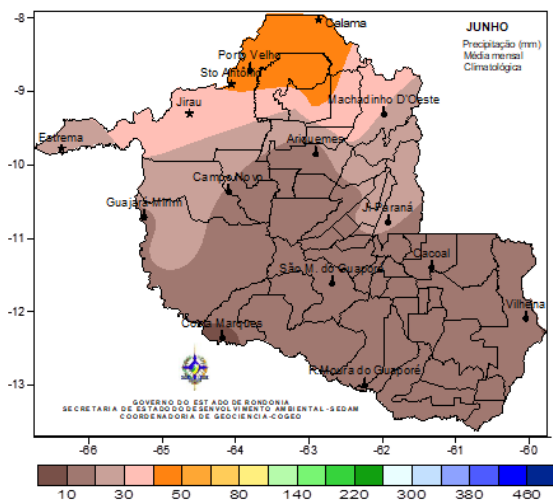 JUNHO
Precipitação (mm)
Média mensal
Climatológica
-8
-9
-10
-11
-12
-13
Calama
Porto Velho
Sto Antônio
Jirau
Machadinho D'Oeste
Estrema
Ariquemes
Campo Novo
Guajará-Mirim
Ji-Paraná
Cacoal
São M. do Guaporé
Vilhena
Costa Marques
R.Moura do Guaporé
GOVERNO DO ESTADO DE RONDONIA
SECRETARIA DE ESTADO DO DESENVOLVIMENTO AMBIENTAL -SEDAM
COORDENADORIA DE GEOCIENCIA-COGEO
-66 -65 -64 -63 -62 -61 -60
10 30 50 80 140 220 300 380 460